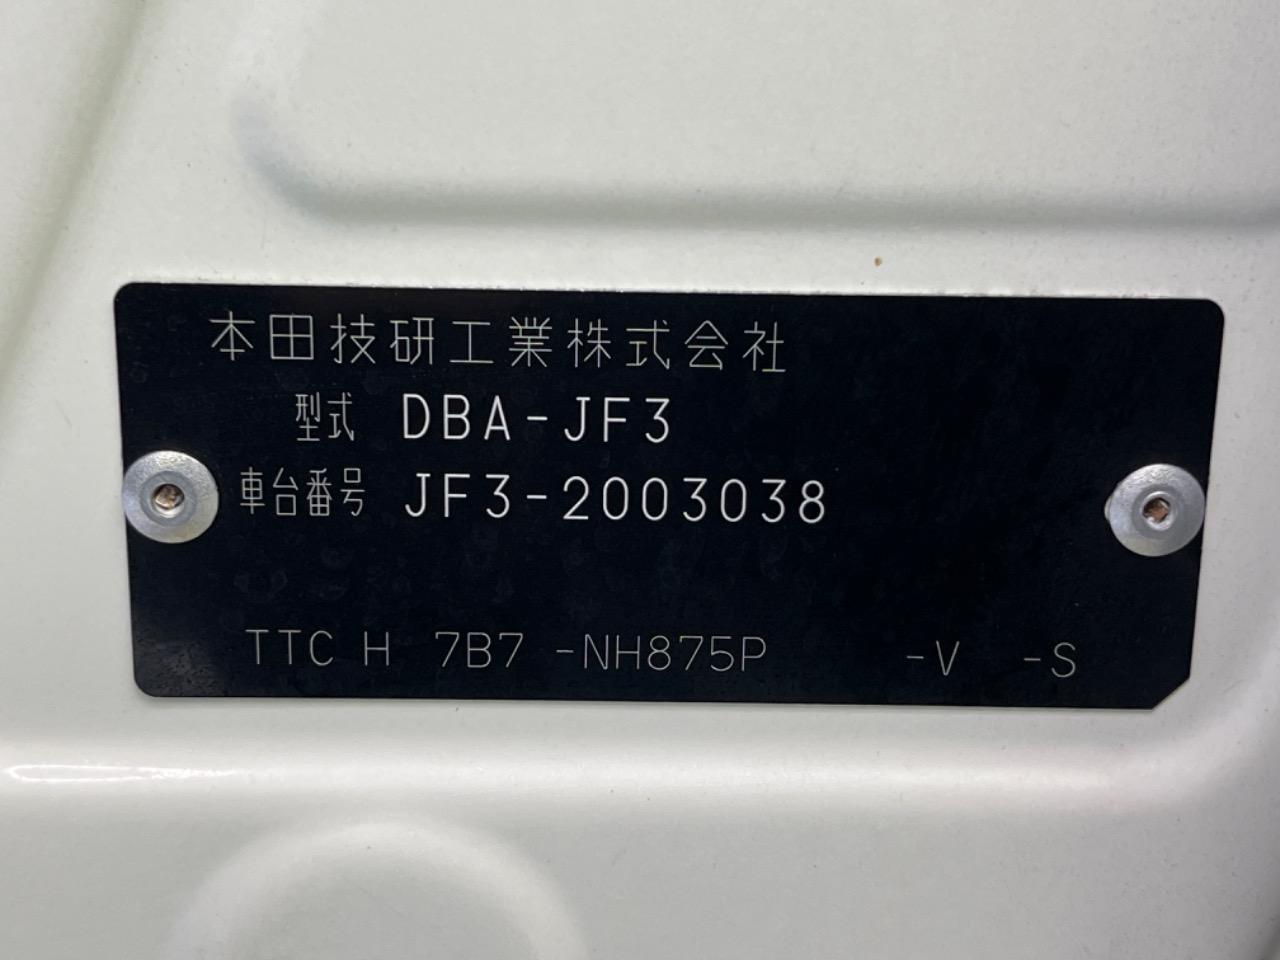 本田技研工業株式会社
型式 DBA-JF3
車台番号 JF3-2003038
TTC H 7B7 -NH875P -V -S